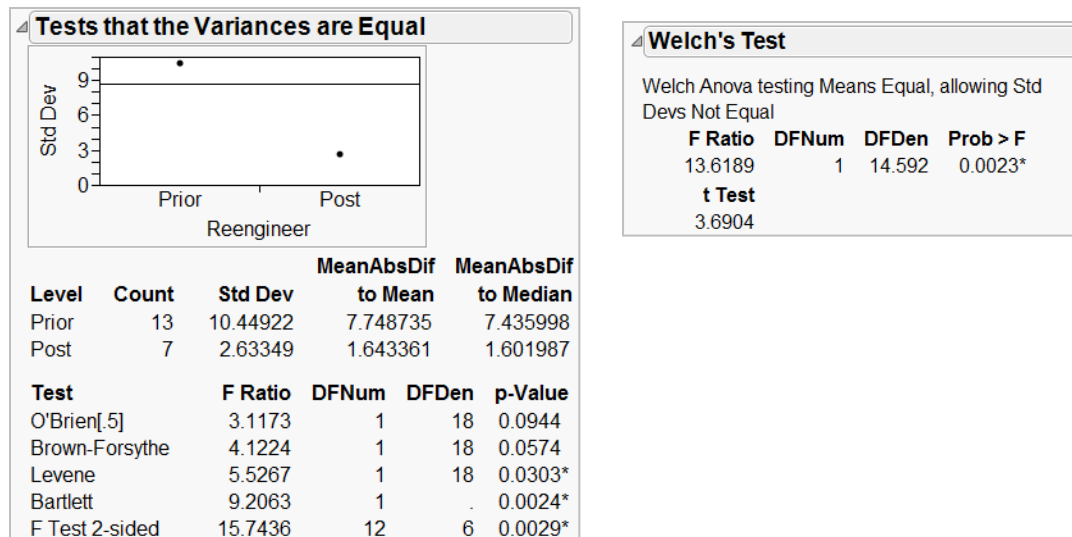 Tests that the Variances are Equal
Std Dev
9
6
3
0
Prior Post
Reengineer
MeanAbsDif MeanAbsDif
Level Count Std Dev to Mean to Median
Prior 13 10.44922 7.748735 7.435998
Post 7 2.63349 1.643361 1.601987
Test F Ratio DFNum DFDen p-Value
O'Brien[.5] 3.1173 1 18 0.0944
Brown-Forsythe 4.1224 1 18 0.0574
Levene 5.5267 1 18 0.0303*
Bartlett 9.2063 1 . 0.0024*
F Test 2-sided 15.7436 12 6 0.0029*
Welch's Test
Welch Anova testing Means Equal, allowing Std
Devs Not Equal
F Ratio DFNum DFDen Prob > F
13.6189 1 14.592 0.0023*
t Test
3.6904